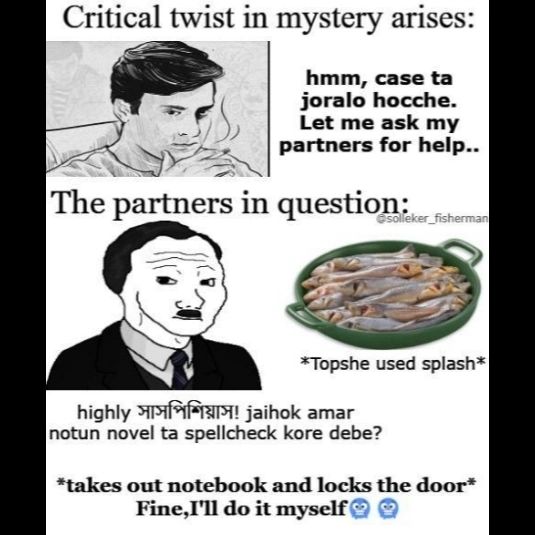 Critical twist in mystery arises:
hmm, case ta
joralo hocche.
Let me ask my
partners for help..
The partners in question:
@solleker_fisherman
*Topshe used splash*
highly সাসপিশিয়াস! jaihok amar
notun novel ta spellcheck kore debe?
*takes out notebook and locks the door*
Fine,I'll do it myself🥶🥶